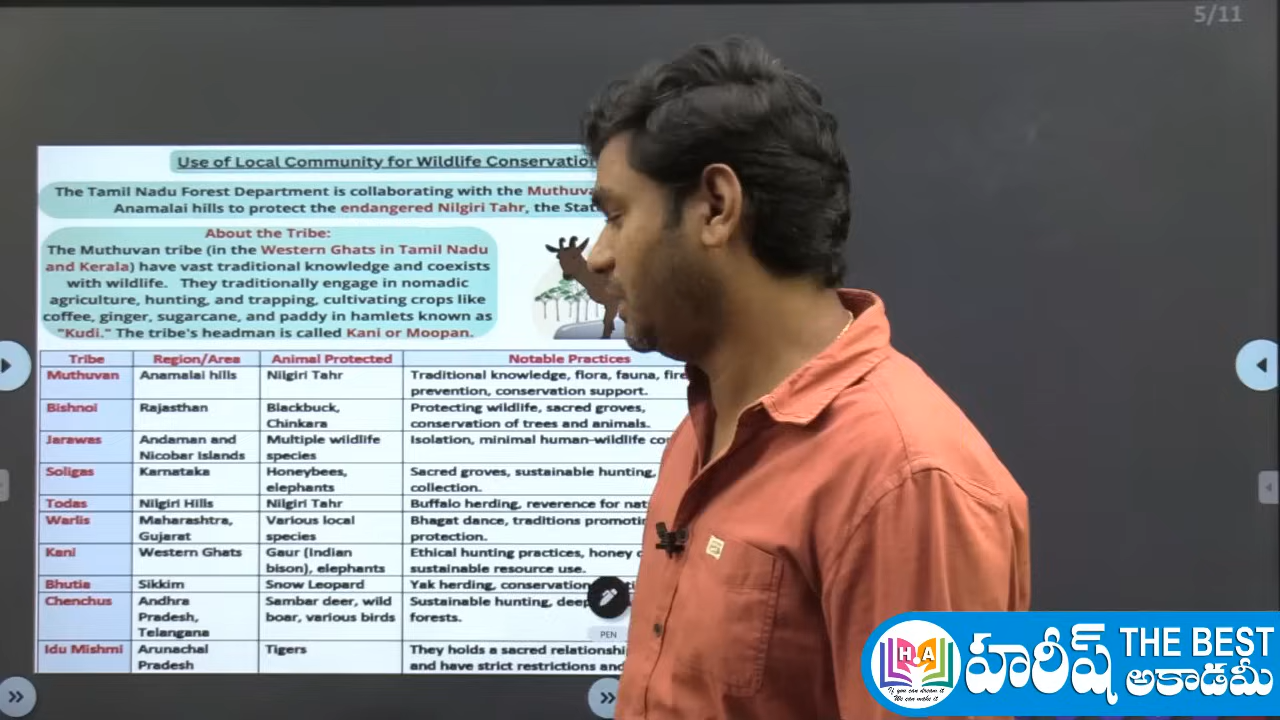 5/11
Use of Local Community for Wildlife Conservation
The Tamil Nadu Forest Department is collaborating with the
Anamalai hills to protect the endangered Nilgiri Tahr, the
About the Tribe:
The Muthuvan tribe (in the Western Ghats in Tamil Nadu
and Kerala) have vast traditional knowledge and coexists
with wildlife. They traditionally engage in nomadic
agriculture, hunting, and trapping, cultivating crops like
coffee, ginger, sugarcane, and paddy in hamlets known as
"Kudi." The tribe's headman is called Kani or Moopan.
Tribe Region/Area Animal Protected Notable Practices
Muthuvan Anamalai hills Nilgiri Tahr Traditional knowledge, flora, fauna, fire
prevention, conservation support.
Bishnoi Rajasthan Blackbuck, Protecting wildlife, sacred groves,
Chinkara conservation of trees and animals.
Jarawas Andaman and Multiple wildlife Isolation, minimal human-wildlife
Nicobar Islands species
Soligas Karnataka Honeybees, Sacred groves, sustainable hunting,
elephants collection.
Todas Nilgiri Hills Nilgiri Tahr Buffalo herding, reverence for
Warlis Maharashtra, Various local Bhagat dance, traditions
Gujarat species protection.
Kani Western Ghats Gaur (Indian Ethical hunting practices, honey
bison), elephants sustainable resource use.
Bhutia Sikkim Snow Leopard Yak herding, conservation
Chenchus Andhra Sambar deer, wild Sustainable hunting, deep
Pradesh, boar, various birds forests.
Telangana
Idu Mishmi Arunachal Tigers They holds a sacred
Pradesh and have strict restrictions and
PEN
H A
If you can dream it
We can make it
హరీష్ THE BEST
అకాడమీ